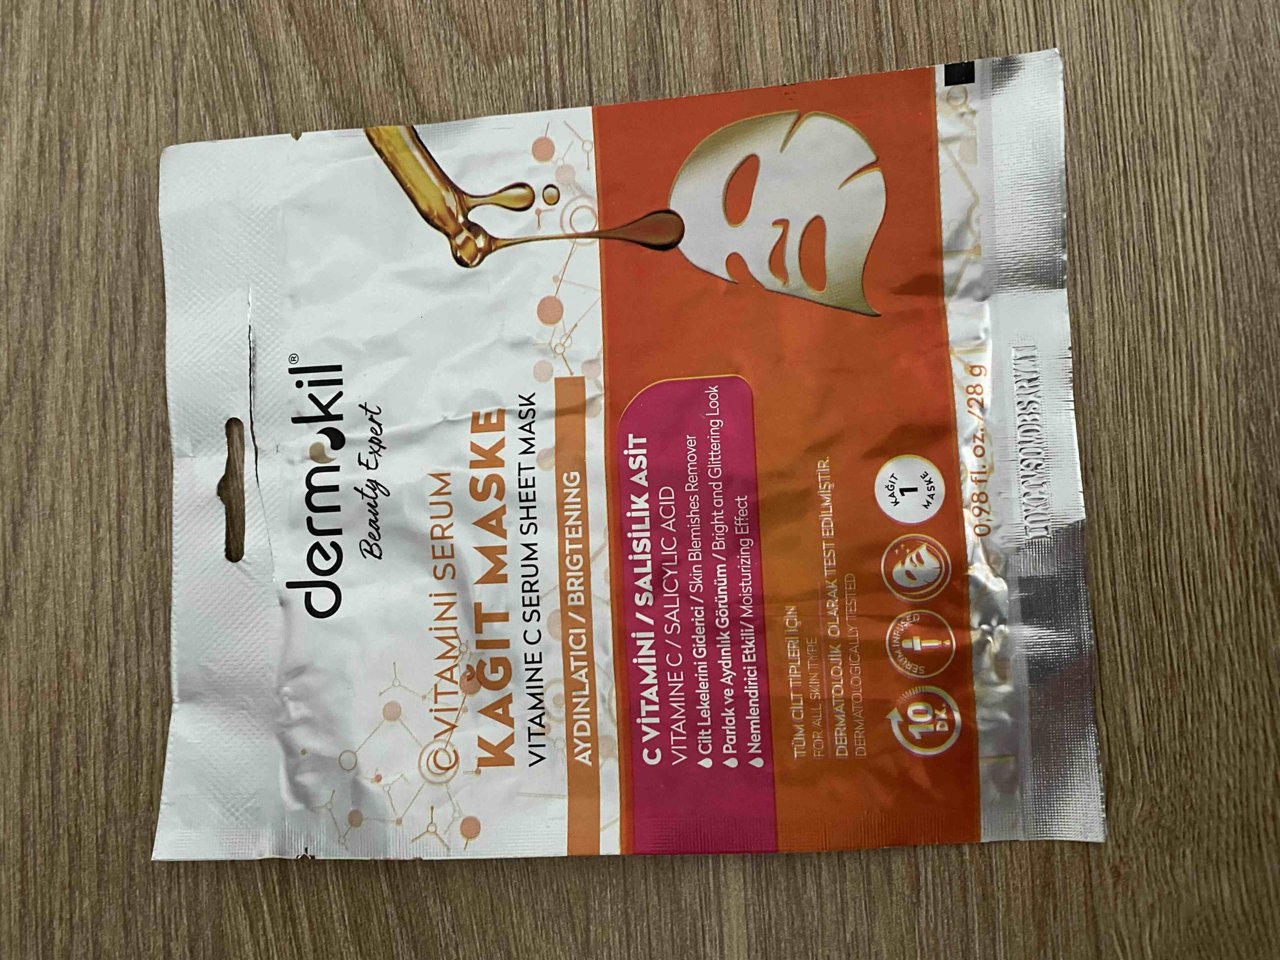 dermokil®
Beauty Expert
C VİTAMİNİ SERUM
KAĞIT MASKE
VITAMINE C SERUM SHEET MASK
AYDINLATICI / BRIGTENING
C VİTAMİNİ / SALİSİLİK ASİT
VITAMINE C / SALICYLIC ACID
Cilt Lekelerini Giderici / Skin Blemishes Remover
Parlak ve Aydınlık Görünüm / Bright and Glittering Look
Nemlendirici Etkili/ Moisturizing Effect
TÜM CİLT TİPLERİ İÇİN
FOR ALL SKIN TYPE
DERMATOLOJİK OLARAK TEST EDİLMİŞTİR.
DERMATOLOGICALLY TESTED
10
DK.
SERUM
KAĞIT
1
MASKE
0,98 fl. oz. /28 g